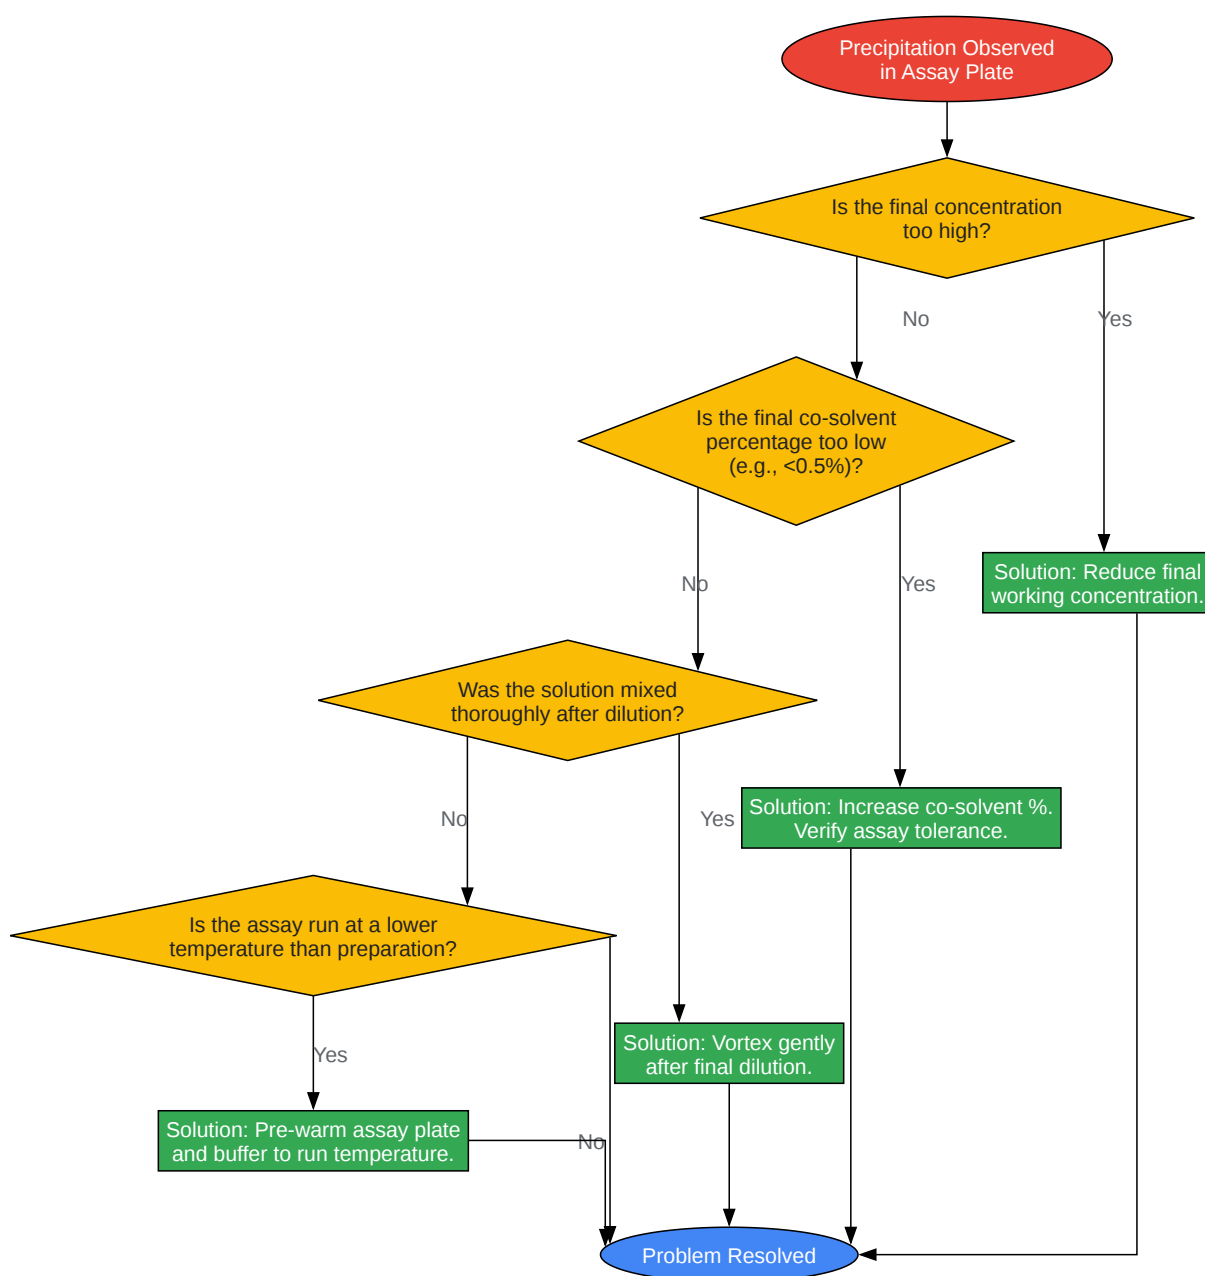 Precipitation Observed
in Assay Plate
Is the final concentration
too high?
No
Yes
Is the final co-solvent
percentage too low
(e.g., <0.5%)?
Solution: Reduce final
working concentration.
No
Yes
Was the solution mixed
thoroughly after dilution?
Solution: Increase co-solvent %.
Verify assay tolerance.
No
Yes
Is the assay run at a lower
temperature than preparation?
Solution: Vortex gently
after final dilution.
Yes
Solution: Pre-warm assay plate
and buffer to run temperature.
No
Problem Resolved